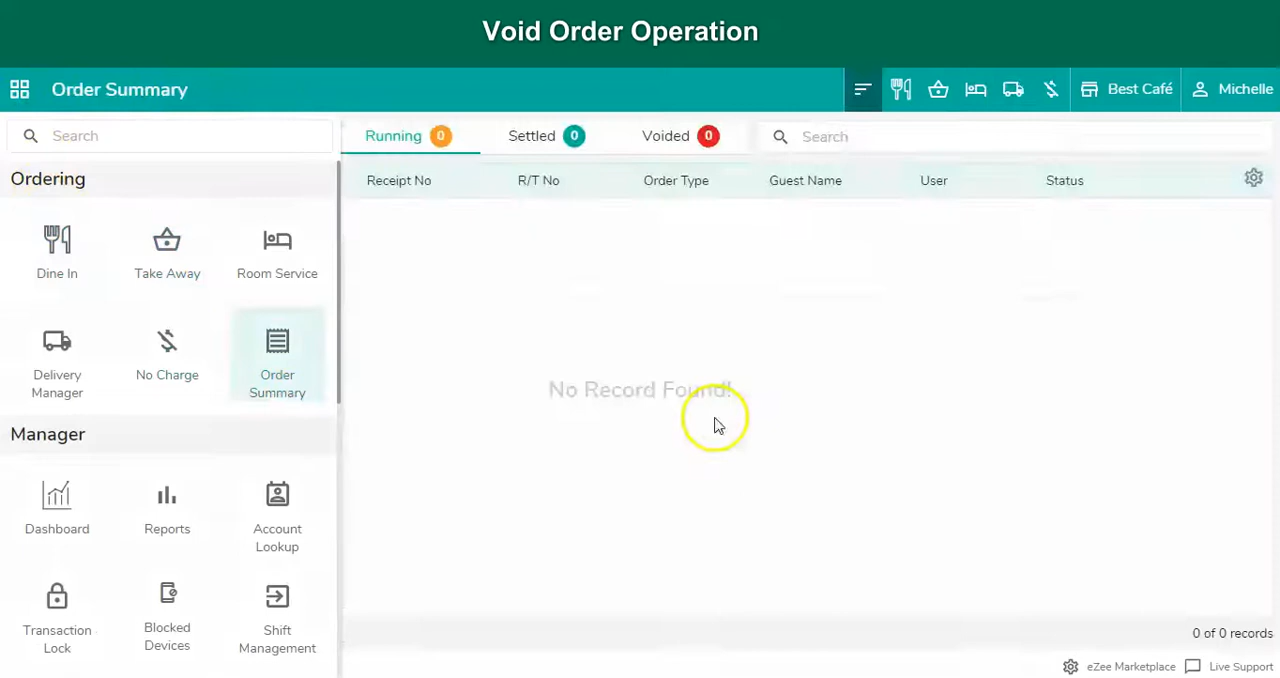 Void Order Operation
Order Summary
Best Café
Michelle
Search
Running 0
Settled 0
Voided 0
Search
Ordering
Receipt No
R/T No
Order Type
Guest Name
User
Status
Dine In
Take Away
Room Service
No Record Found!
Delivery
Manager
No Charge
Order
Summary
Manager
Dashboard
Reports
Account
Lookup
Transaction
Lock
Blocked
Devices
Shift
Management
0 of 0 records
eZee Marketplace
Live Support